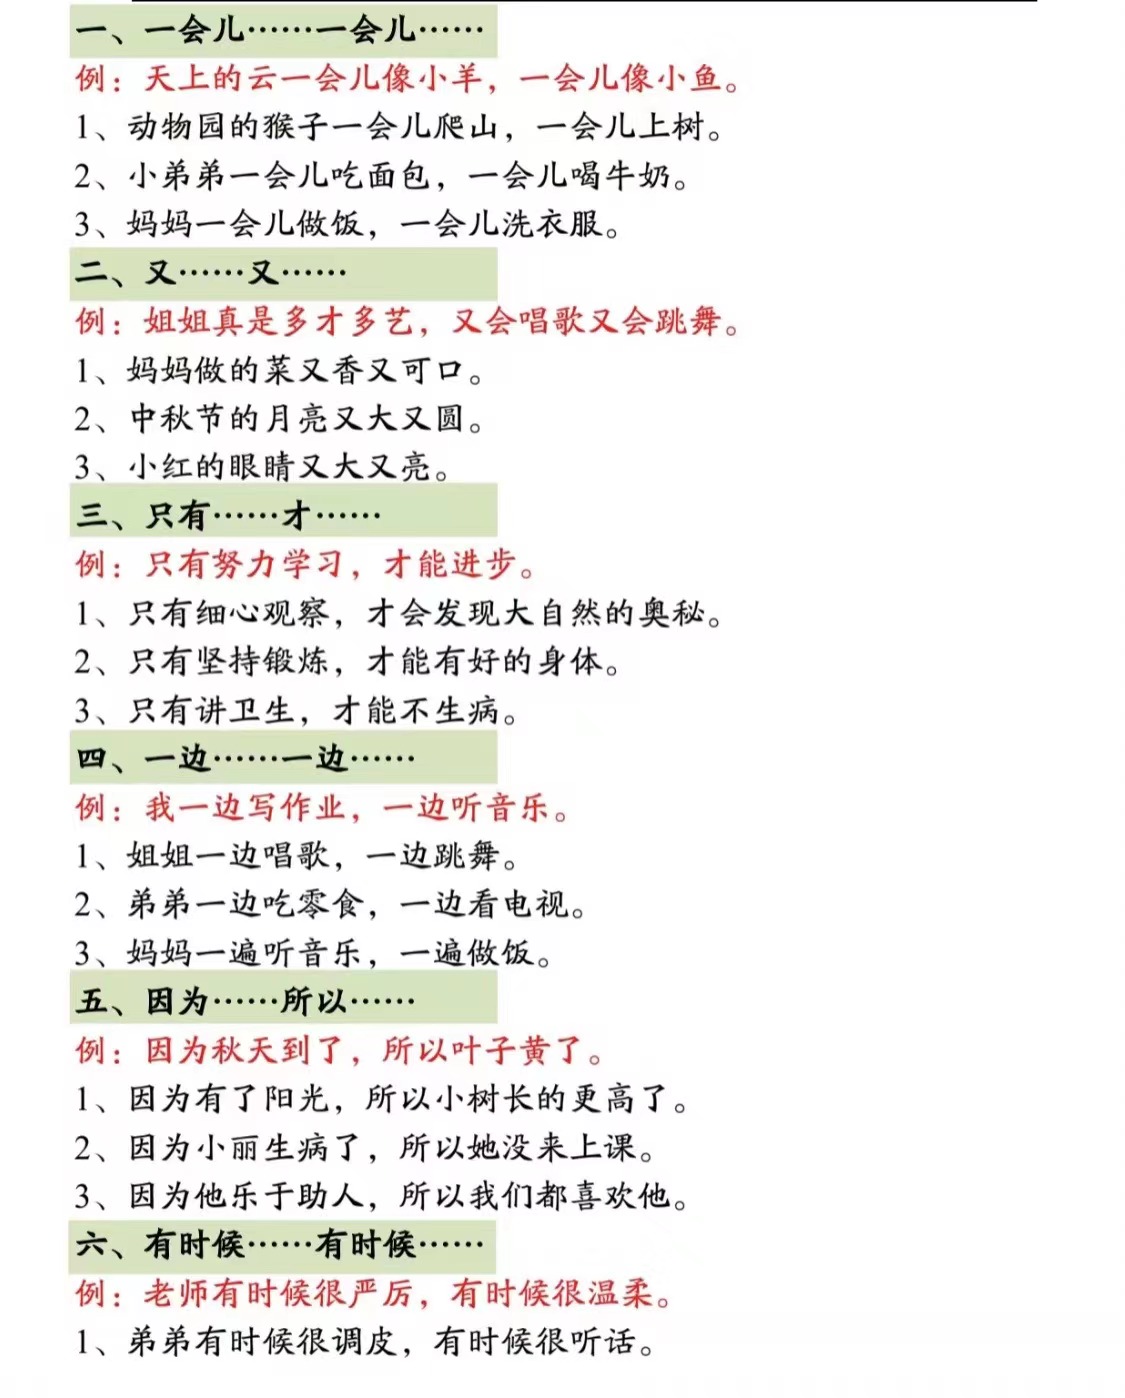 一、一会儿……一会儿……
例：天上的云一会儿像小羊，一会儿像小鱼。
1、动物园的猴子一会儿爬山，一会儿上树。
2、小弟弟一会儿吃面包，一会儿喝牛奶。
3、妈妈一会儿做饭，一会儿洗衣服。
二、又……又……
例：姐姐真是多才多艺，又会唱歌又会跳舞。
1、妈妈做的菜又香又可口。
2、中秋节的月亮又大又圆。
3、小红的眼睛又大又亮。
三、只有……才……
例：只有努力学习，才能进步。
1、只有细心观察，才会发现大自然的奥秘。
2、只有坚持锻炼，才能有好的身体。
3、只有讲卫生，才能不生病。
四、一边……一边……
例：我一边写作业，一边听音乐。
1、姐姐一边唱歌，一边跳舞。
2、弟弟一边吃零食，一边看电视。
3、妈妈一遍听音乐，一遍做饭。
五、因为……所以……
例：因为秋天到了，所以叶子黄了。
1、因为有了阳光，所以小树长的更高了。
2、因为小丽生病了，所以她没来上课。
3、因为他乐于助人，所以我们都喜欢他。
六、有时候……有时候……
例：老师有时候很严厉，有时候很温柔。
1、弟弟有时候很调皮，有时候很听话。